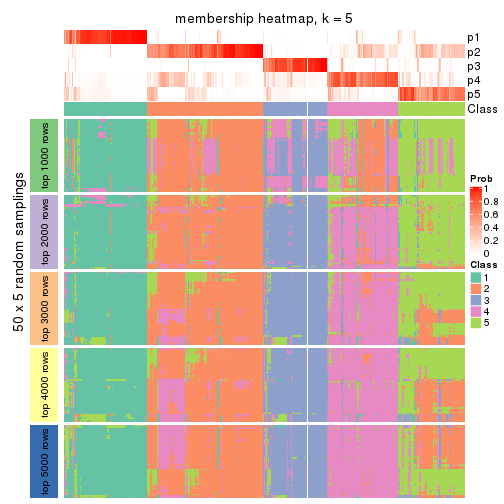 membership heatmap, k = 5
p1
p2
p3
p4
p5
Class
50 x 5 random samplings
top 1000 rows
top 2000 rows
top 3000 rows
top 4000 rows
top 5000 rows
Prob
1
0.8
0.6
0.4
0.2
0
Class
1
2
3
4
5